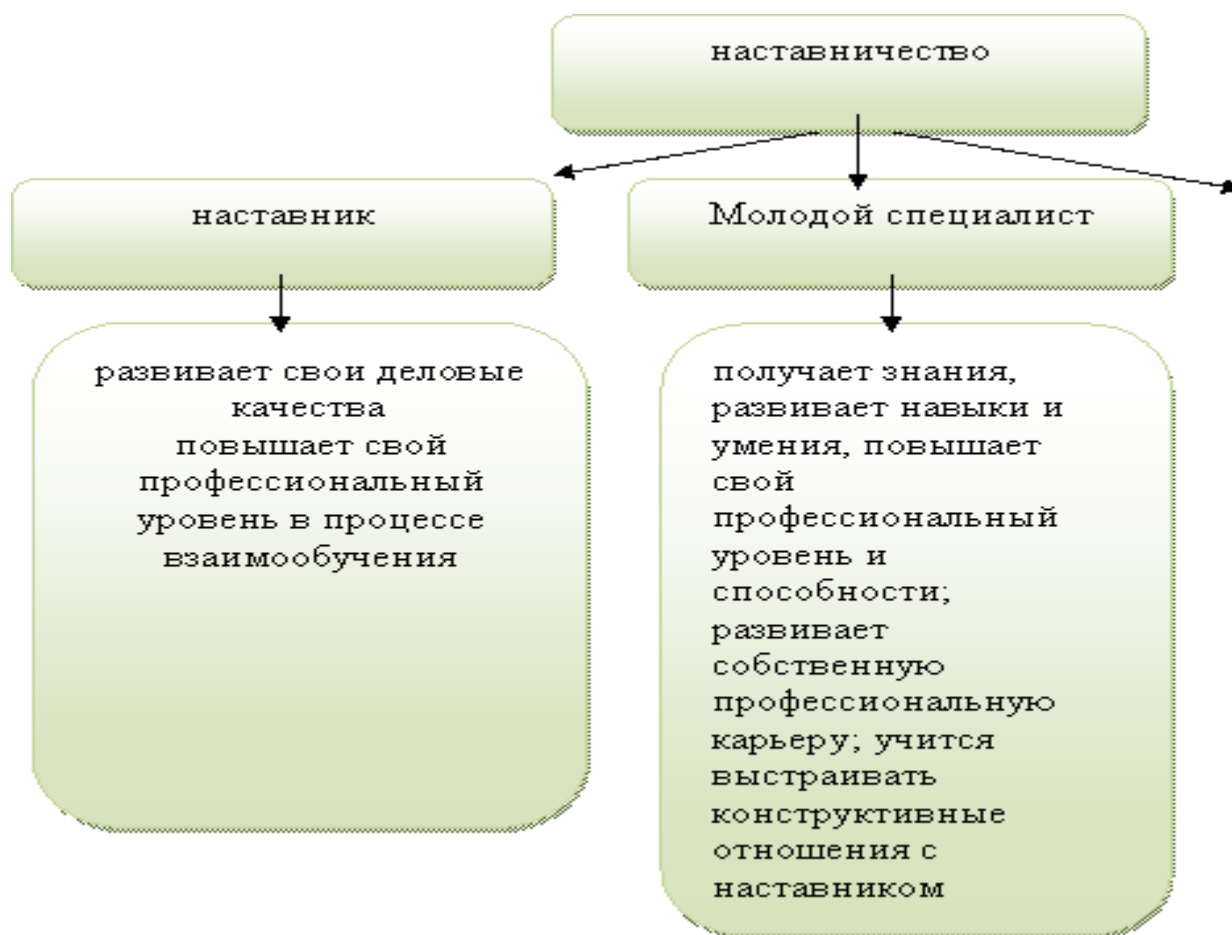 наставничество
наставник
Молодой специалист
развивает свои деловые
качества
повышает свой
профессиональный
уровень в процессе
взаимообучения
получает знания,
развивает навыки и
умения, повышает
свой
профессиональный
уровень и
способности;
развивает
собственную
профессиональную
карьеру; учится
выстраивать
конструктивные
отношения с
наставником